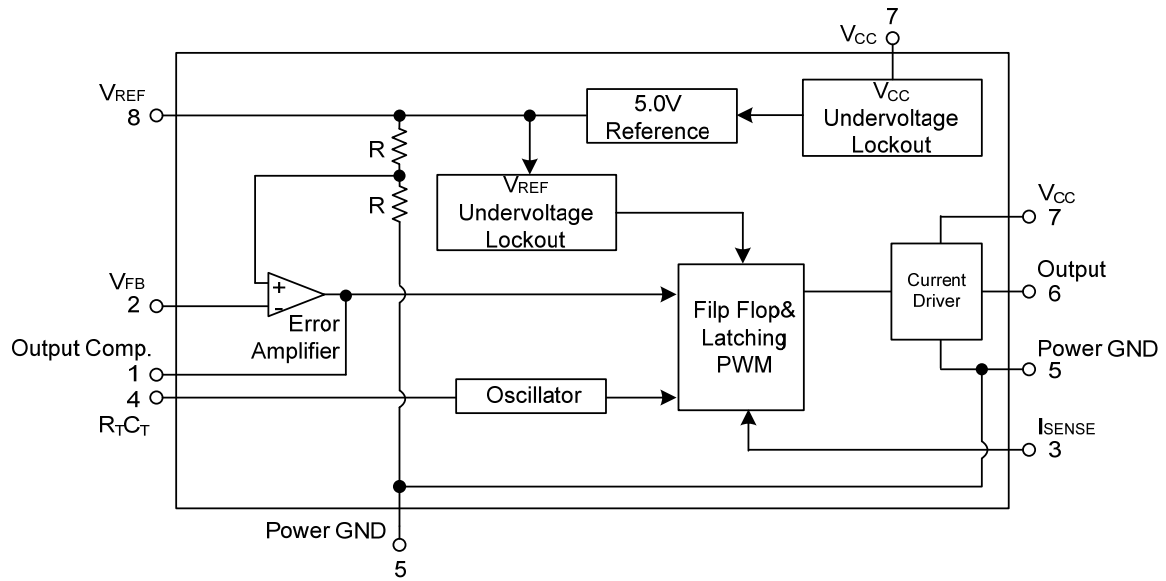 7
VCC
VREF
8
5.0V
Reference
VCC
Undervoltage
Lockout
R
R
VREF
Undervoltage
Lockout
VCC
7
VFB
2
+
-
Error
Amplifier
Filp Flop&
Latching
PWM
Current
Driver
Output
6
Output Comp.
1
4
RTCT
Oscillator
Power GND
5
ISENSE
3
Power GND
5